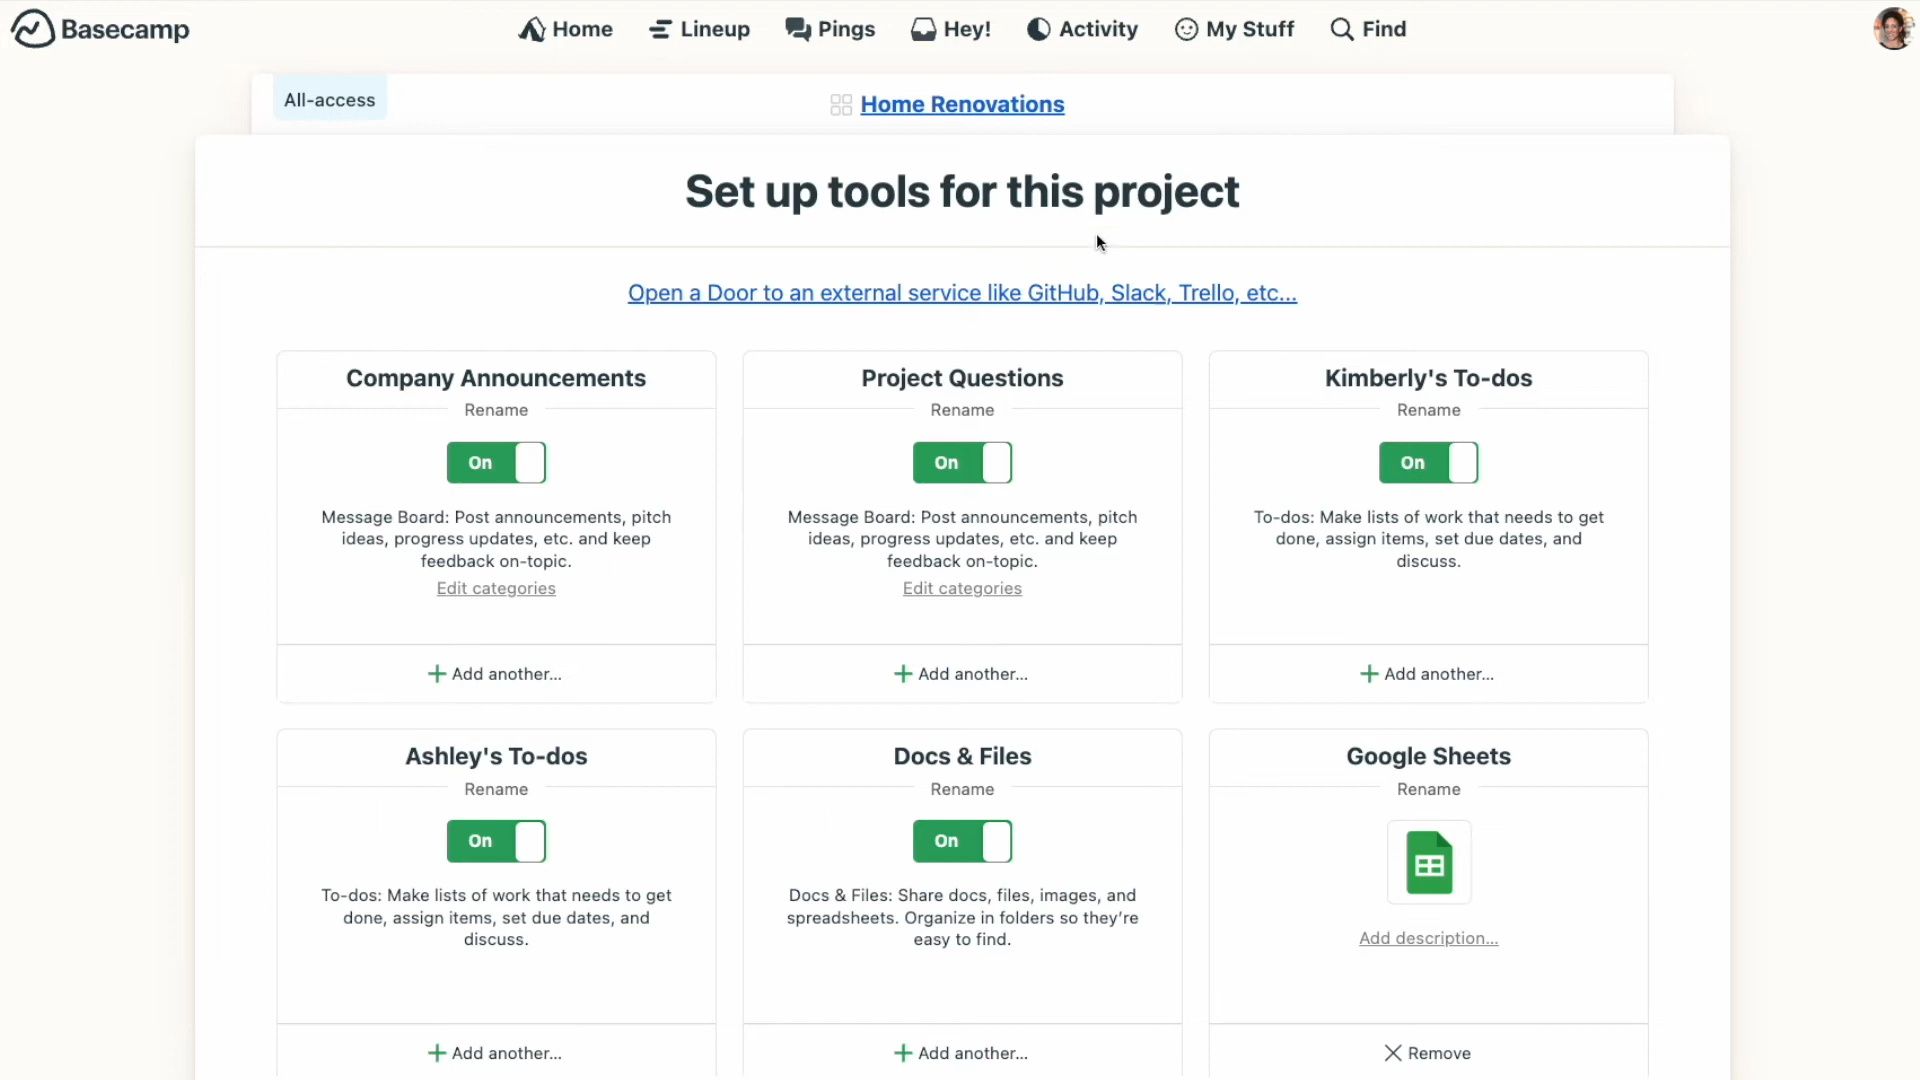 Basecamp
Home
Lineup
Pings
Hey!
Activity
My Stuff
Find
All-access
Home Renovations
Set up tools for this project
Open a Door to an external service like GitHub, Slack, Trello, etc...
Company Announcements
Rename
On
Message Board: Post announcements, pitch
ideas, progress updates, etc. and keep
feedback on-topic.
Edit categories
Add another...
Project Questions
Rename
On
Message Board: Post announcements, pitch
ideas, progress updates, etc. and keep
feedback on-topic.
Edit categories
Add another...
Kimberly's To-dos
Rename
On
To-dos: Make lists of work that needs to get
done, assign items, set due dates, and
discuss.
Add another...
Ashley's To-dos
Rename
On
To-dos: Make lists of work that needs to get
done, assign items, set due dates, and
discuss.
Add another...
Docs & Files
Rename
On
Docs & Files: Share docs, files, images, and
spreadsheets. Organize in folders so they’re
easy to find.
Add another...
Google Sheets
Rename
Add description...
Remove